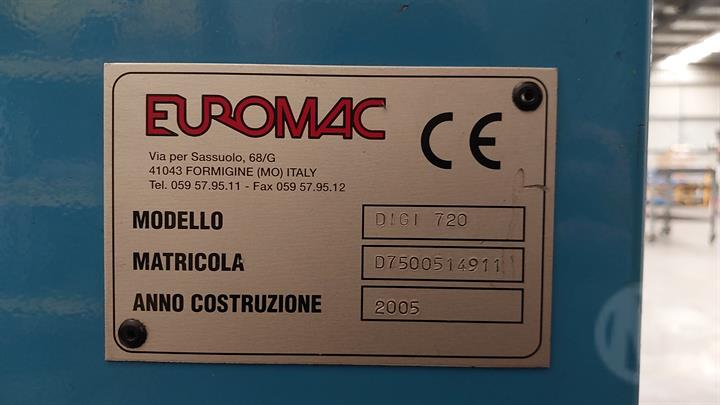 EUROMAC
CE
Via per Sassuolo, 68/G
41043 FORMIGINE (MO) ITALY
Tel. 059 57.95.11 - Fax 059 57.95.12
MODELLO DIGI 720
MATRICOLA D7500514911
ANNO COSTRUZIONE 2005